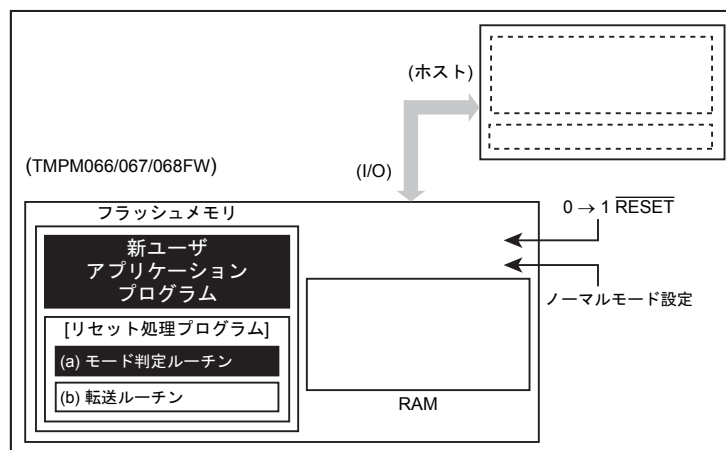 (ホスト)
(TMPM066/067/068FW)
(I/O)
フラッシュメモリ
0 → 1 RESET
新ユーザ
アプリケーション
プログラム
ノーマルモード設定
[リセット処理プログラム]
(a) モード判定ルーチン
(b) 転送ルーチン
RAM